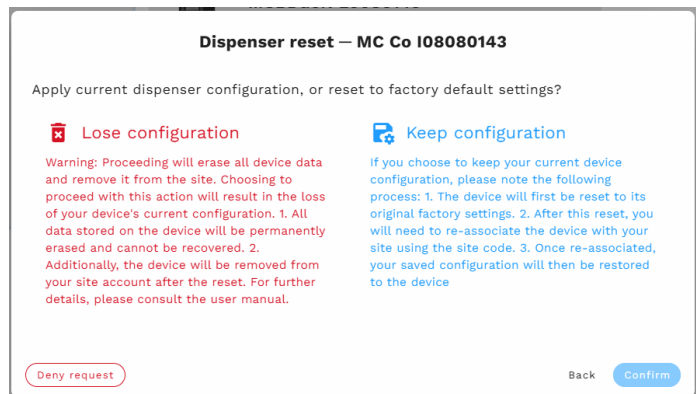 Dispenser reset — MC Co I08080143
Apply current dispenser configuration, or reset to factory default settings?
Lose configuration
Warning: Proceeding will erase all device data
and remove it from the site. Choosing to
proceed with this action will result in the loss
of your device's current configuration. 1. All
data stored on the device will be permanently
erased and cannot be recovered. 2.
Additionally, the device will be removed from
your site account after the reset. For further
details, please consult the user manual.
Keep configuration
If you choose to keep your current device
configuration, please note the following
process: 1. The device will first be reset to its
original factory settings. 2. After this reset, you
will need to re-associate the device with your
site using the site code. 3. Once re-associated,
your saved configuration will then be restored
to the device
Deny request
Back
Confirm